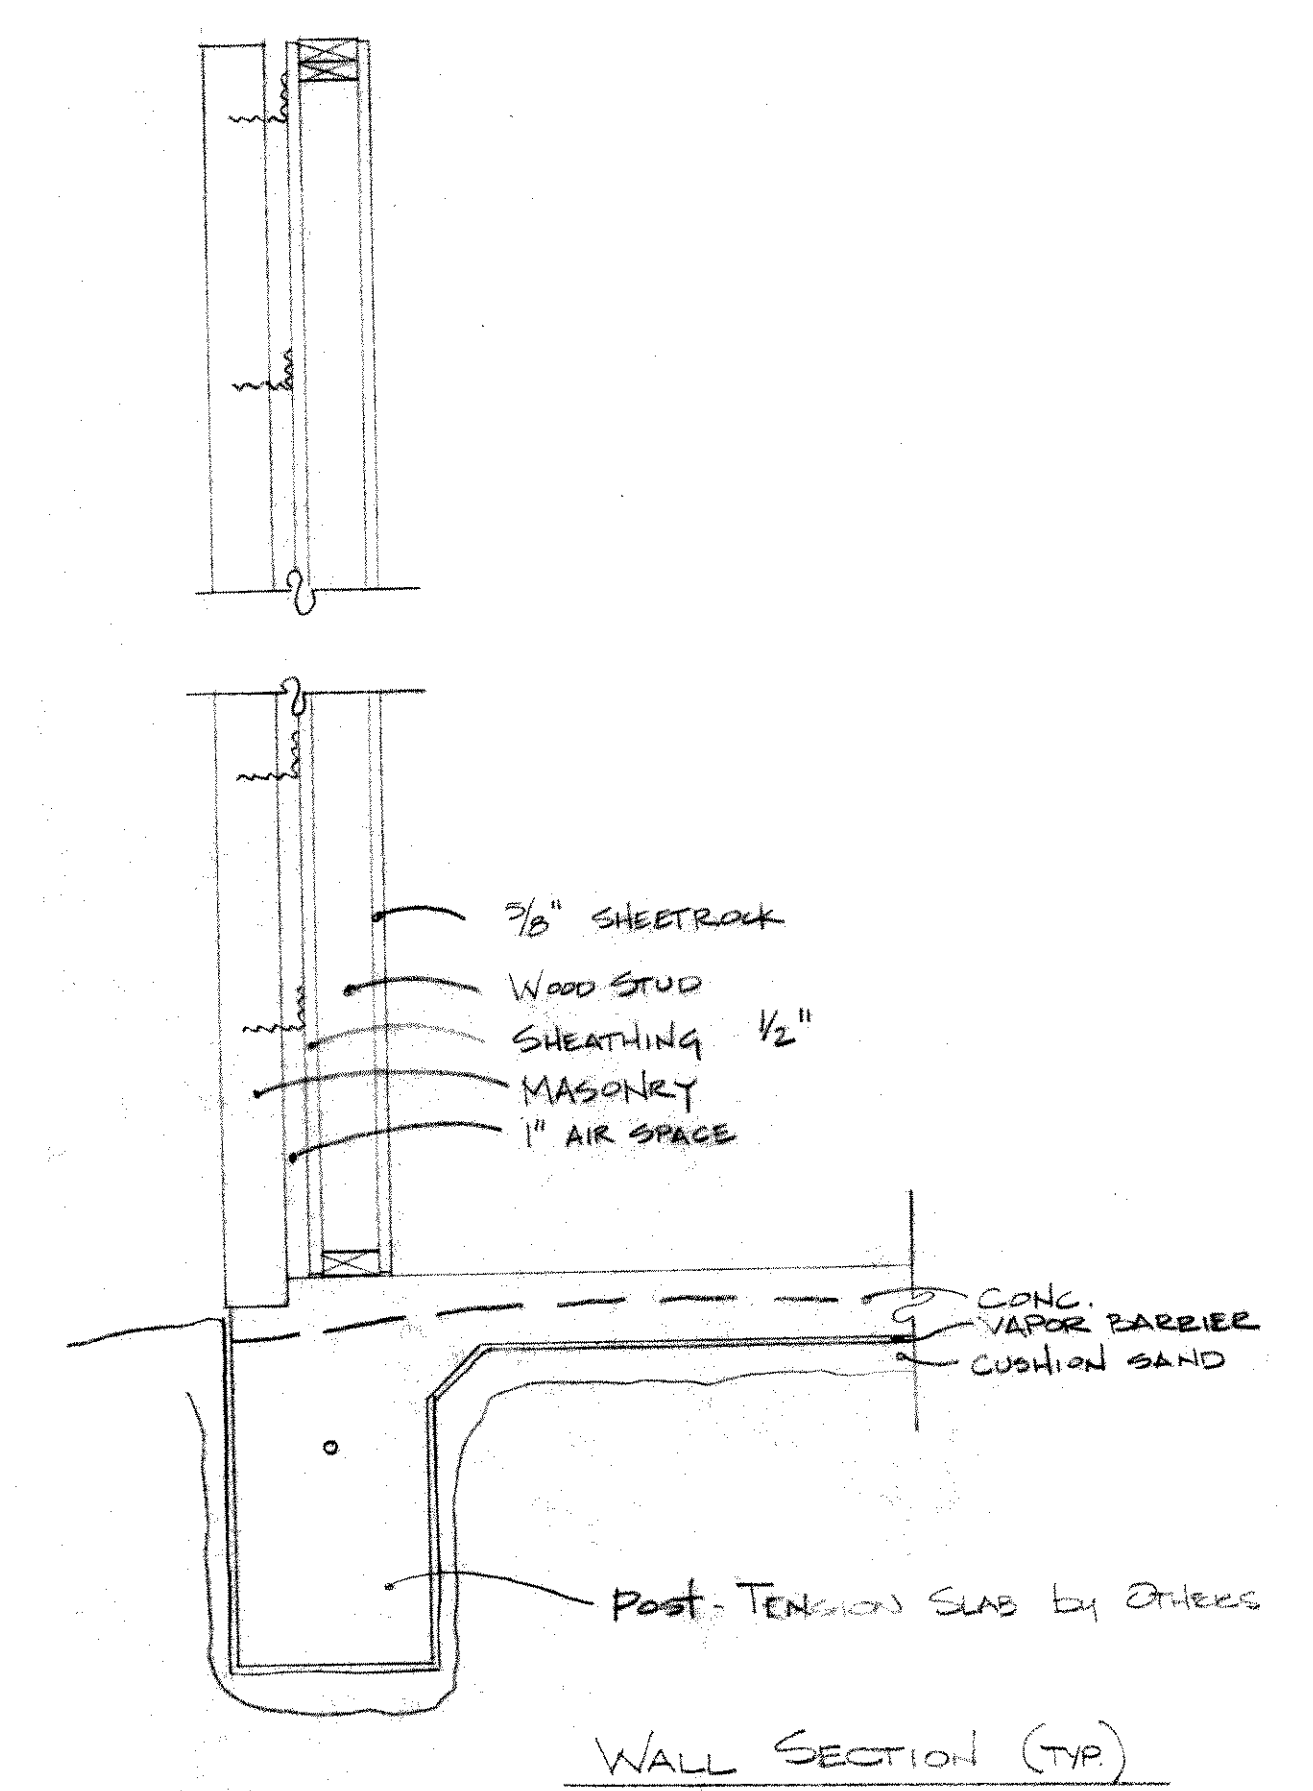 5/8" SHEETROCK
WOOD STUD
SHEATHING 1/2"
MASONRY
1" AIR SPACE
CONC.
VAPOR BARRIER
CUSHION SAND
POST-TENSION SLAB by OTHERS
WALL SECTION (TYP.)